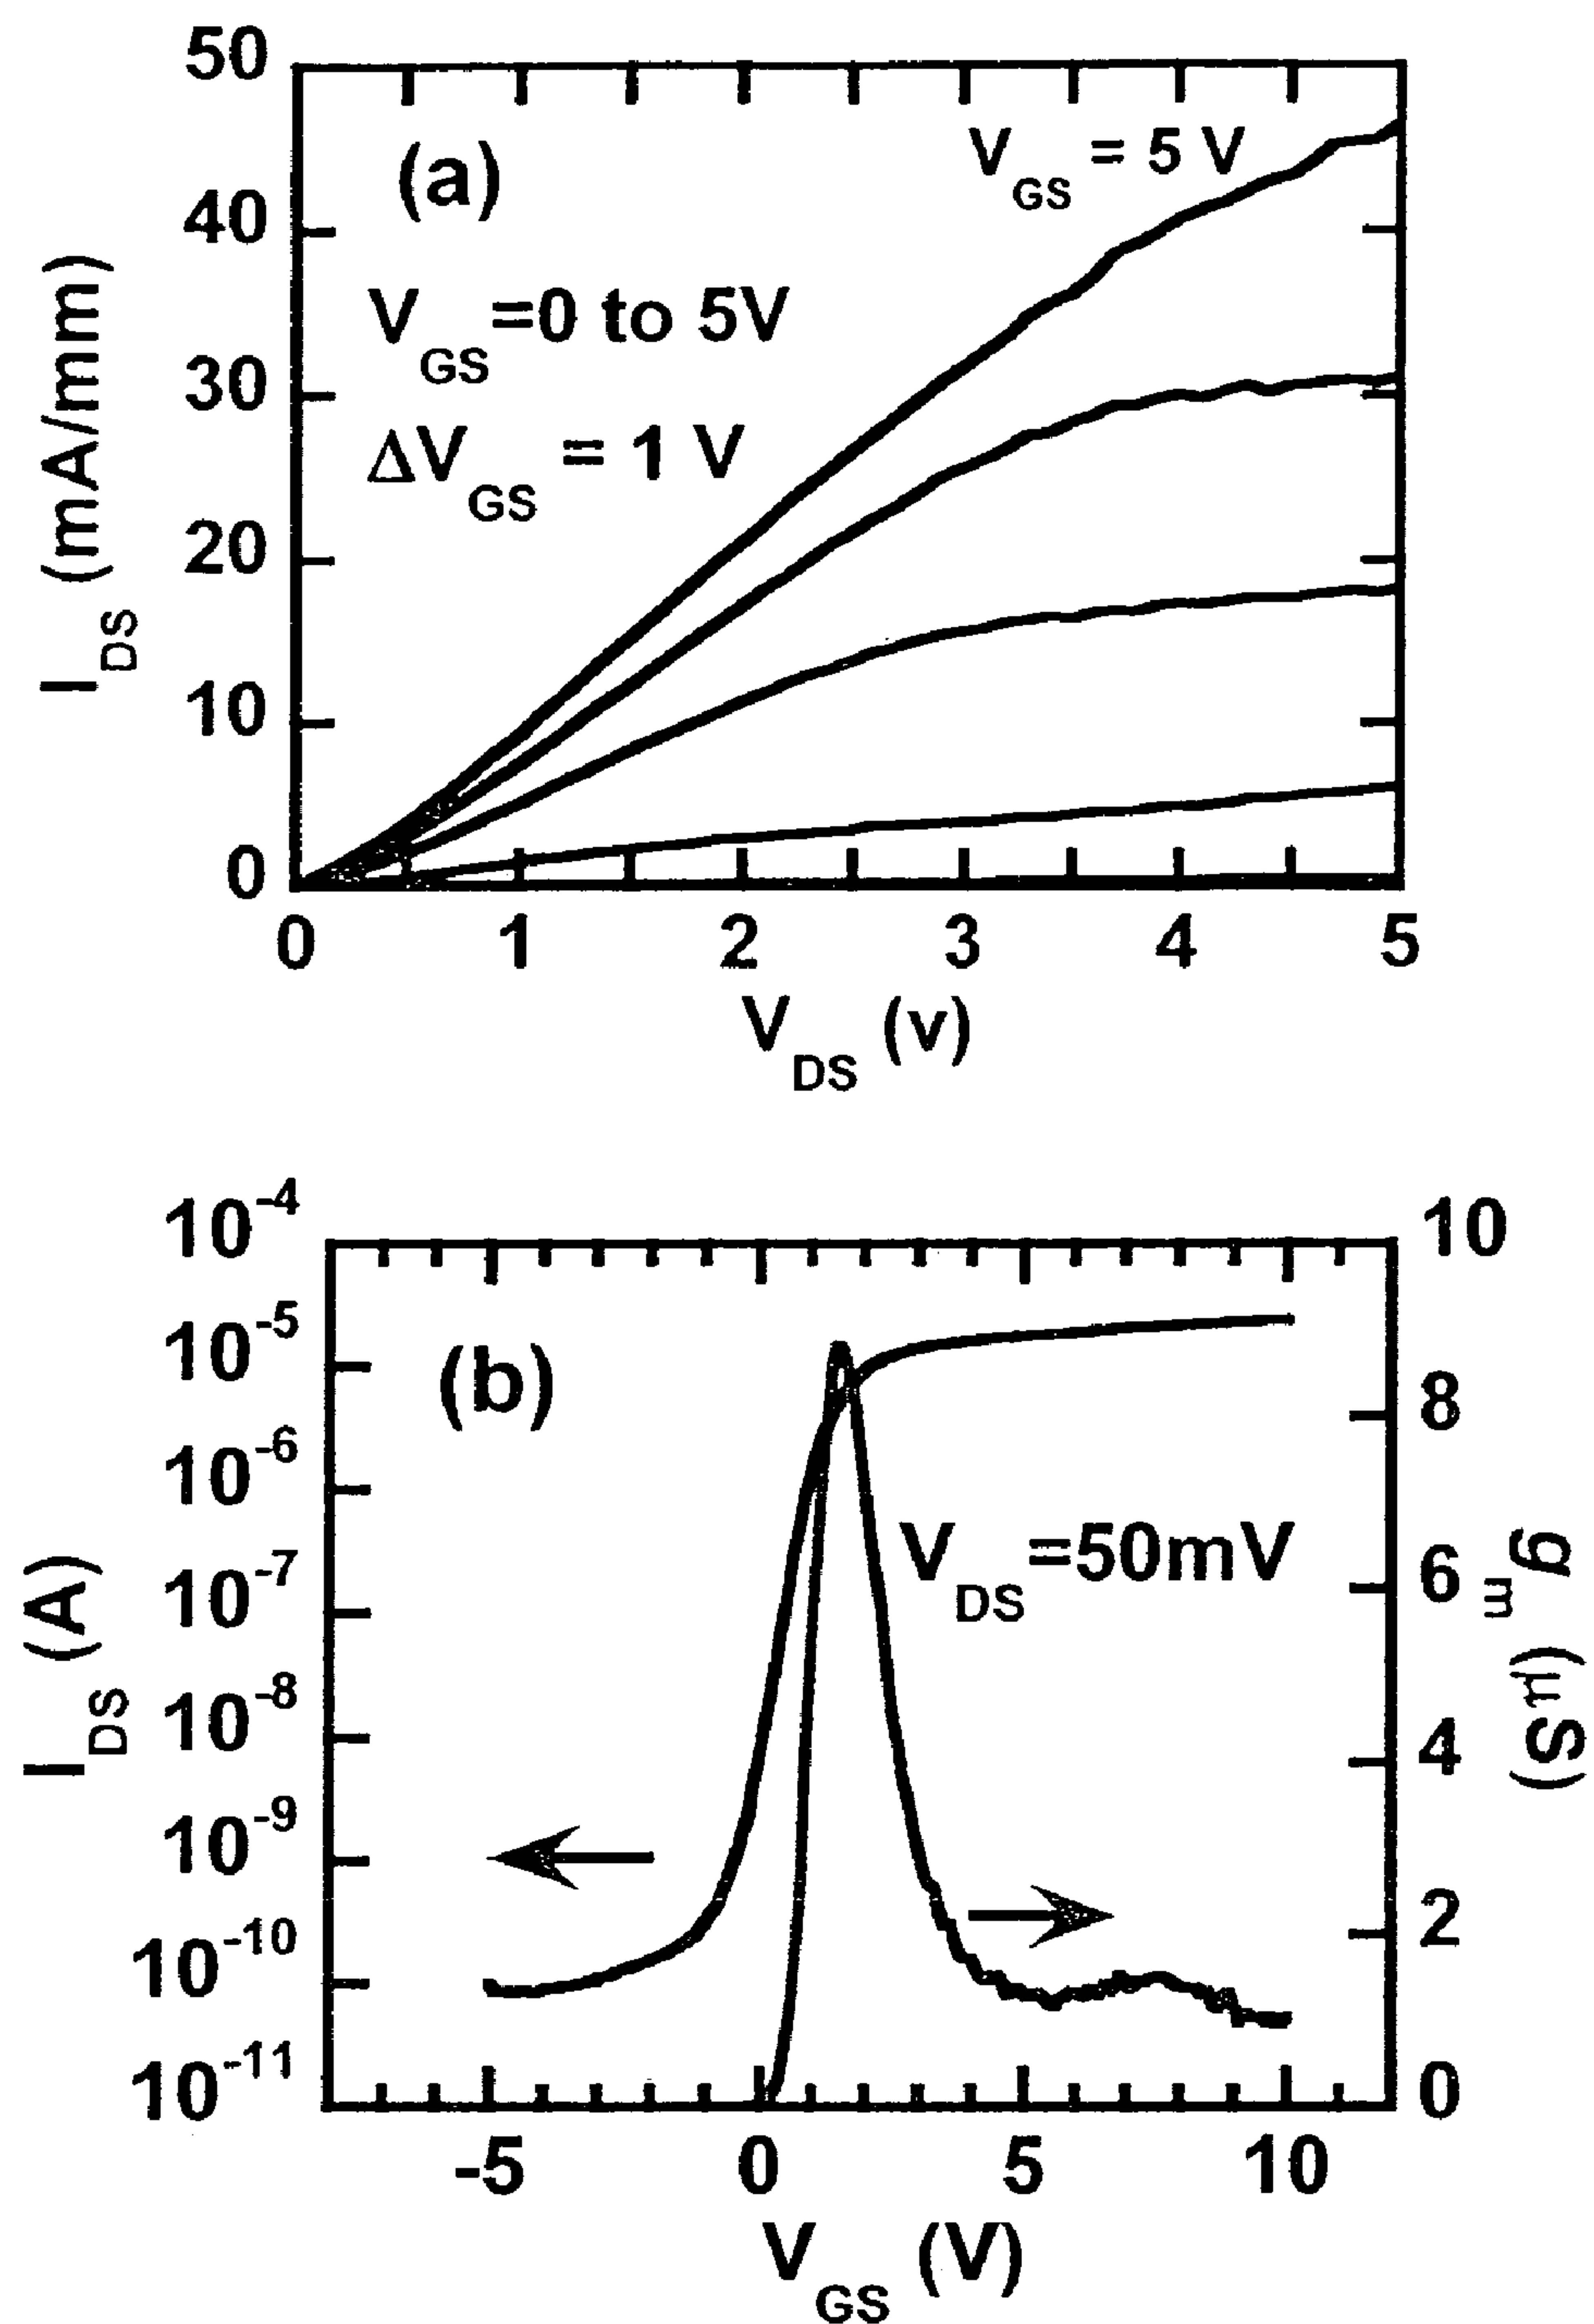 50
(a)
V_GS = 5 V
40
V_GS =0 to 5V
30
ΔV_GS = 1 V
20
10
0
I_DS (mA/mm)
0 1 2 3 4 5
V_DS (v)
10^-4
10^-5
10^-6
10^-7
10^-8
10^-9
10^-10
10^-11
I_DS (A)
(b)
V_DS =50mV
10
8
6
4
2
0
g_m (μS)
-5 0 5 10
V_GS (V)